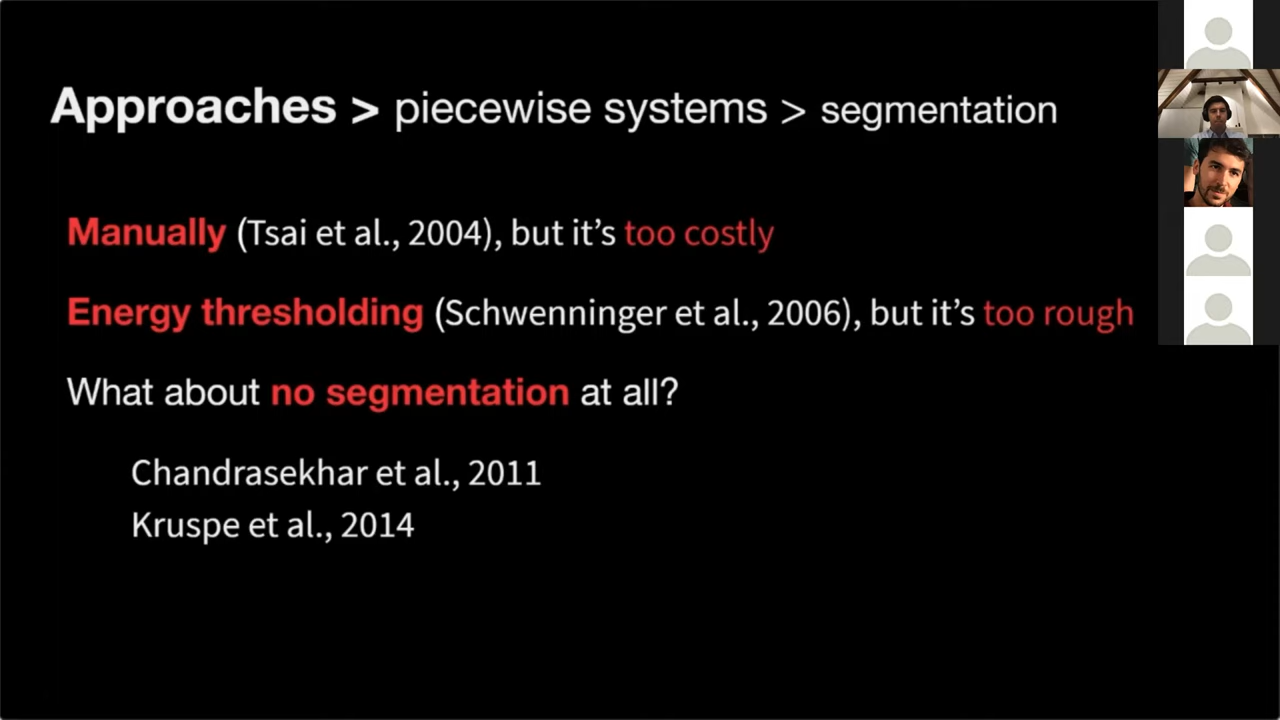 Approaches > piecewise systems > segmentation
Manually (Tsai et al., 2004), but it’s too costly
Energy thresholding (Schwenninger et al., 2006), but it’s too rough
What about no segmentation at all?
Chandrasekhar et al., 2011
Kruspe et al., 2014